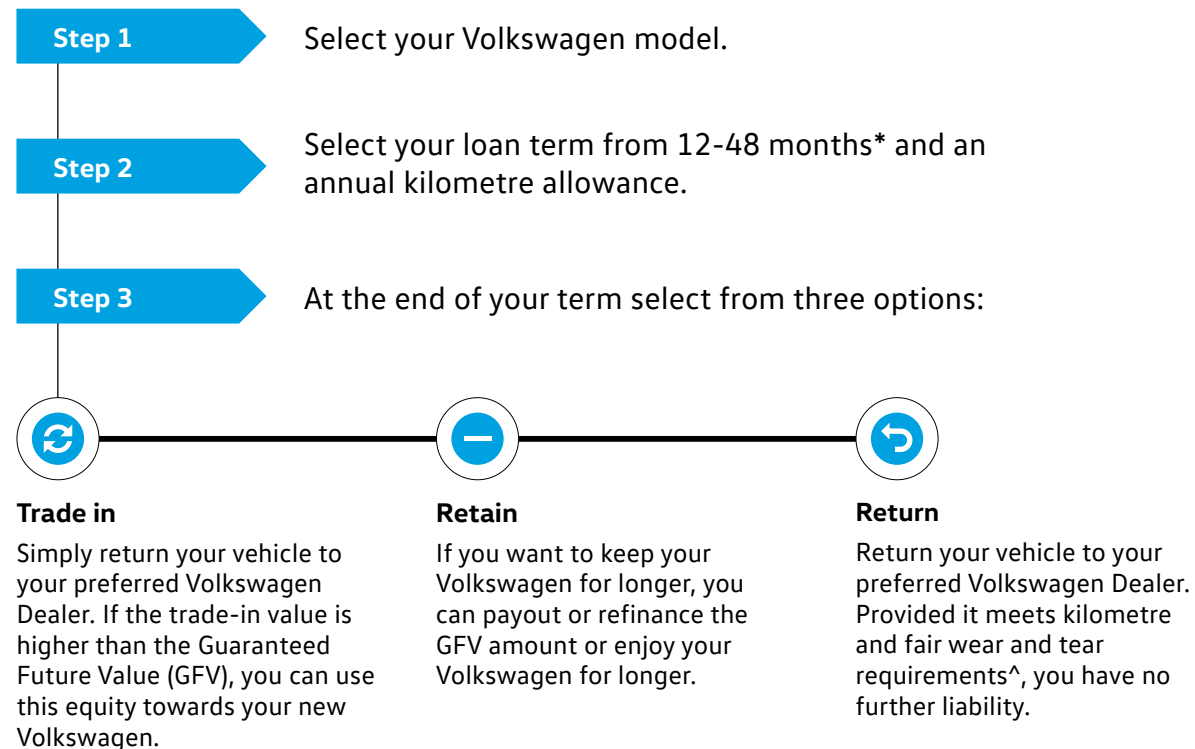 Step 1
Select your Volkswagen model.
Step 2
Select your loan term from 12-48 months* and an
annual kilometre allowance.
Step 3
At the end of your term select from three options:
Trade in
Simply return your vehicle to
your preferred Volkswagen
Dealer. If the trade-in value is
higher than the Guaranteed
Future Value (GFV), you can use
this equity towards your new
Volkswagen.
Retain
If you want to keep your
Volkswagen for longer, you
can payout or refinance the
GFV amount or enjoy your
Volkswagen for longer.
Return
Return your vehicle to your
preferred Volkswagen Dealer.
Provided it meets kilometre
and fair wear and tear
requirements^, you have no
further liability.